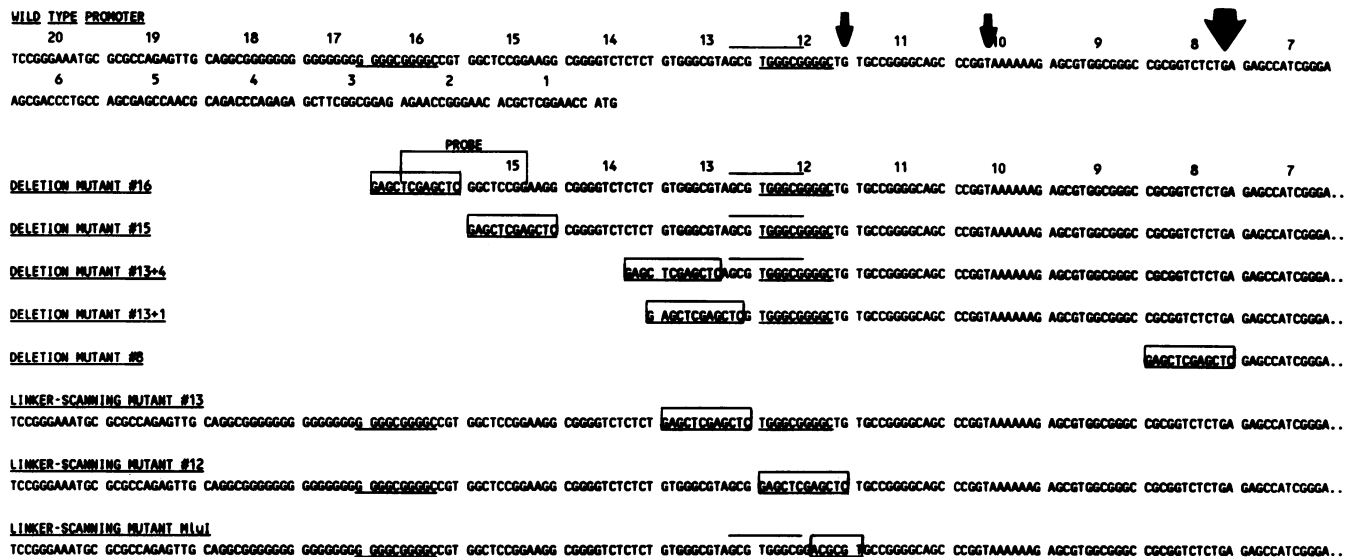 WILD TYPE PROMOTER
20 19 18 17 16 15 14 13 12 11 10 9 8 7
TCCGGGAAATGC GCGCCAGAGTTG CAGGCGGGGGGG GGGGGGGG GGGCGGGGCCCGT GGCTCCGGAAGG CGGGGTCTCTCT GTGGGCGTAGCG TGGGCGGGGCTG TGCCGGGGCAGC CCGGTAAAAAAG AGCGTGGCGGGC CGCGGTCTCTGA GAGCCATCGGGA
6 5 4 3 2 1
AGCGACCCTGCC AGCGAGCCAACG CAGACCCAGAGA GCTTCGGCGGAG AGAACCGGGAAC ACGCTCGGAACC ATG
PROBE
15 14 13 12 11 10 9 8 7
DELETION MUTANT #16 GAGCTCGAGCTC GGCTCCGGAAGG CGGGGTCTCTCT GTGGGCGTAGCG TGGGCGGGGCTG TGCCGGGGCAGC CCGGTAAAAAAG AGCGTGGCGGGC CGCGGTCTCTGA GAGCCATCGGGA..
DELETION MUTANT #15 GAGCTCGAGCTC CGGGGTCTCTCT GTGGGCGTAGCG TGGGCGGGGCTG TGCCGGGGCAGC CCGGTAAAAAAG AGCGTGGCGGGC CGCGGTCTCTGA GAGCCATCGGGA..
DELETION MUTANT #13+4 GAGC TCGAGCTCAGCG TGGGCGGGGCTG TGCCGGGGCAGC CCGGTAAAAAAG AGCGTGGCGGGC CGCGGTCTCTGA GAGCCATCGGGA..
DELETION MUTANT #13+1 G AGCTCGAGCTCG TGGGCGGGGCTG TGCCGGGGCAGC CCGGTAAAAAAG AGCGTGGCGGGC CGCGGTCTCTGA GAGCCATCGGGA..
DELETION MUTANT #8 GAGCTCGAGCTC GAGCCATCGGGA..
LINKER-SCANNING MUTANT #13
TCCGGGAAATGC GCGCCAGAGTTG CAGGCGGGGGGG GGGGGGGG GGGCGGGGCCCGT GGCTCCGGAAGG CGGGGTCTCTCT GAGCTCGAGCTC TGGGCGGGGCTG TGCCGGGGCAGC CCGGTAAAAAAG AGCGTGGCGGGC CGCGGTCTCTGA GAGCCATCGGGA..
LINKER-SCANNING MUTANT #12
TCCGGGAAATGC GCGCCAGAGTTG CAGGCGGGGGGG GGGGGGGG GGGCGGGGCCCGT GGCTCCGGAAGG CGGGGTCTCTCT GTGGGCGTAGCG GAGCTCGAGCTC TGCCGGGGCAGC CCGGTAAAAAAG AGCGTGGCGGGC CGCGGTCTCTGA GAGCCATCGGGA..
LINKER-SCANNING MUTANT MluI
TCCGGGAAATGC GCGCCAGAGTTG CAGGCGGGGGGG GGGGGGGG GGGCGGGGCCCGT GGCTCCGGAAGG CGGGGTCTCTCT GTGGGCGTAGCG TGGGCGGACGCG TGCCGGGGCAGC CCGGTAAAAAAG AGCGTGGCGGGC CGCGGTCTCTGA GAGCCATCGGGA..